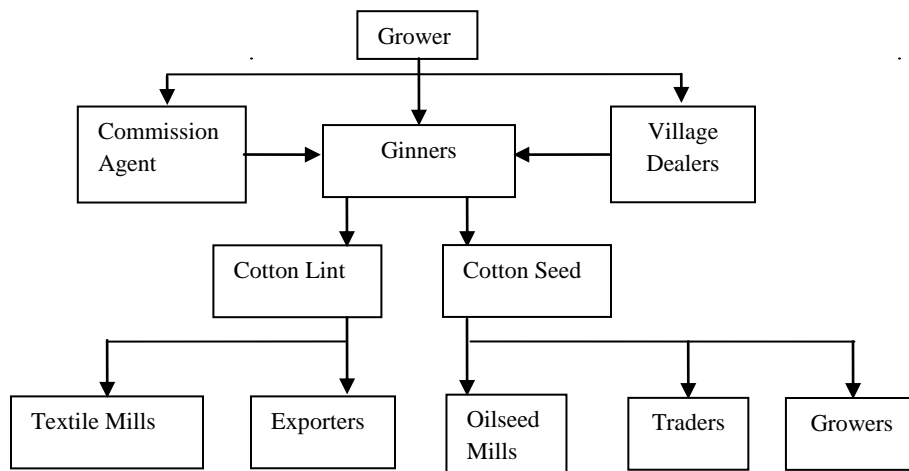 Grower
Commission
Agent
Ginners
Village
Dealers
Cotton Lint
Cotton Seed
Textile Mills
Exporters
Oilseed
Mills
Traders
Growers